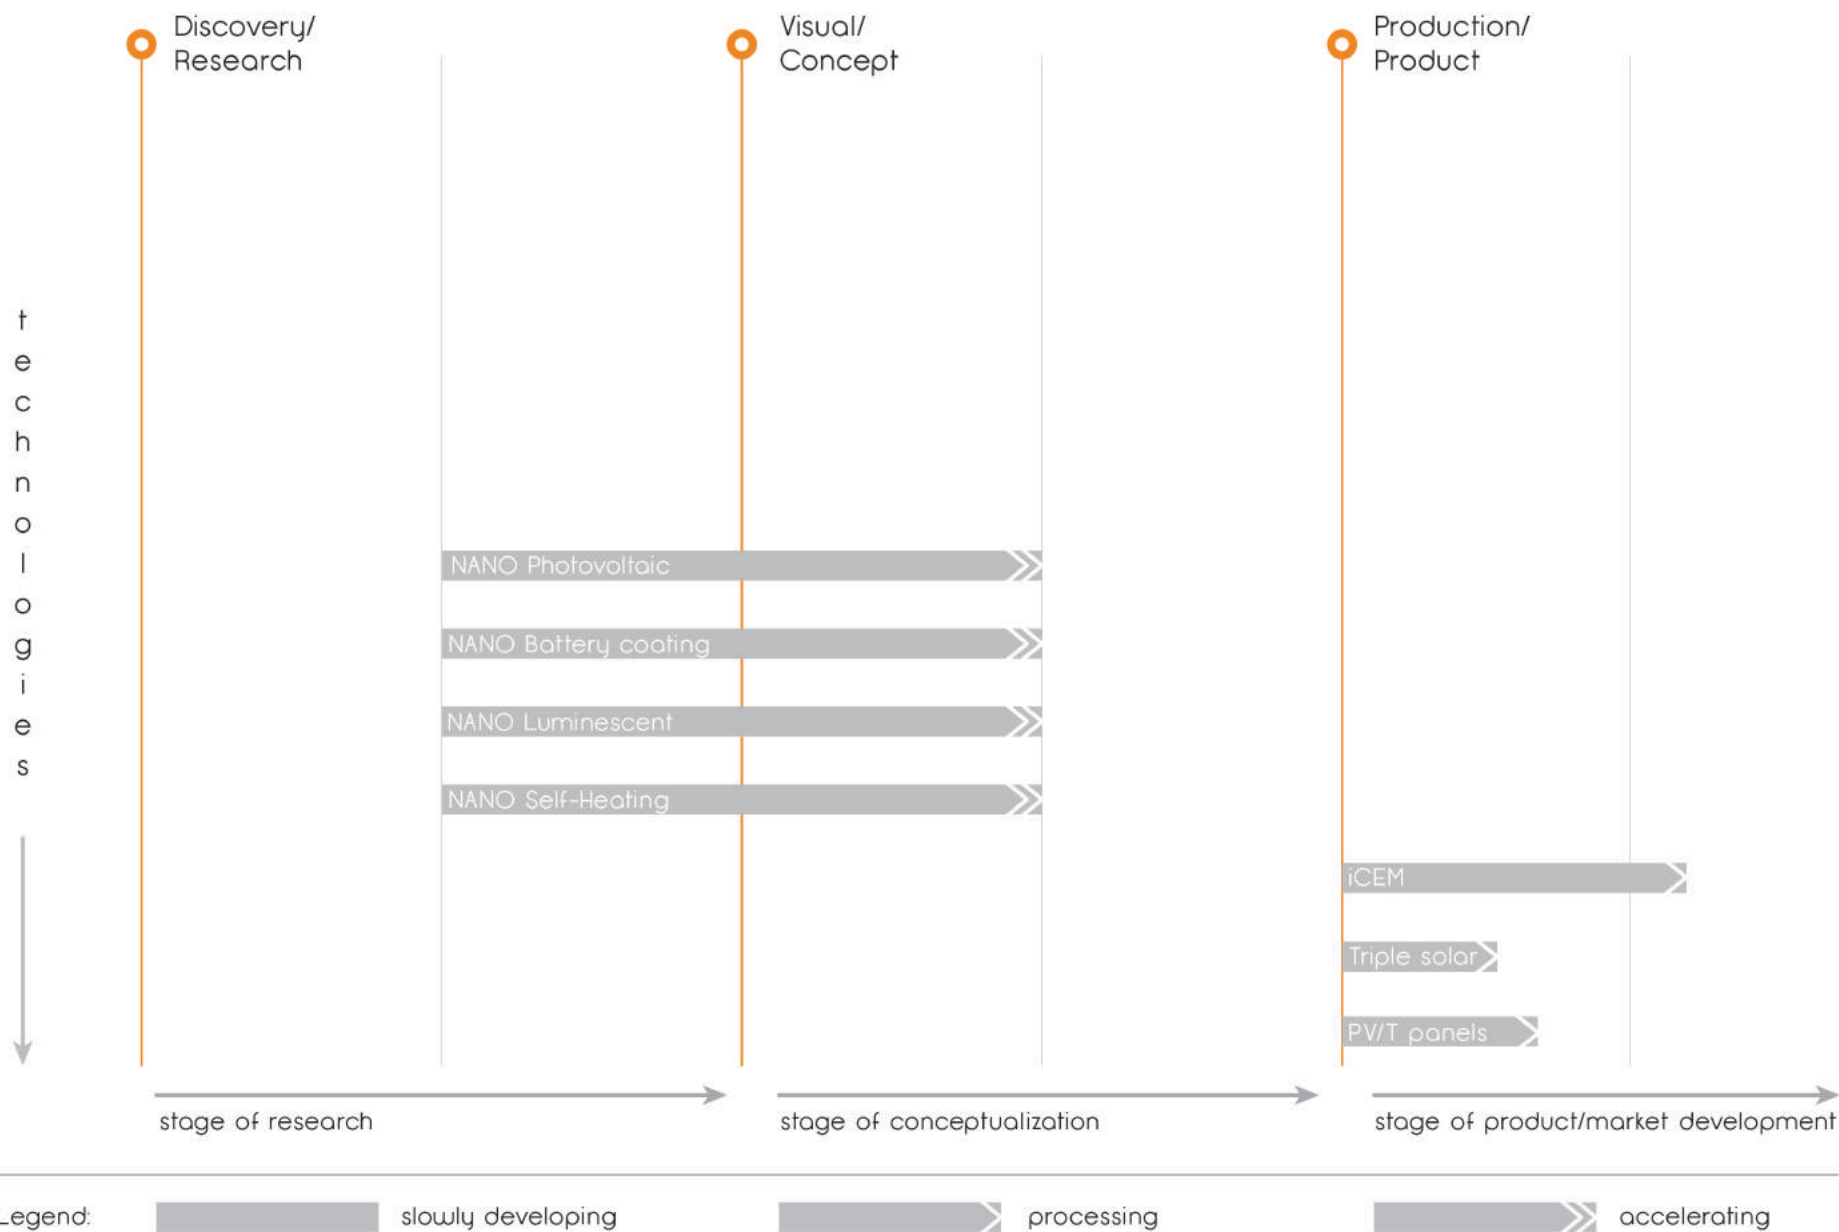 Discovery/
Research
Visual/
Concept
Production/
Product
technologies
NANO Photovoltaic
NANO Battery coating
NANO Luminescent
NANO Self-Heating
iCEM
Triple solar
PV/T panels
stage of research
stage of conceptualization
stage of product/market development
Legend:
slowly developing
processing
accelerating